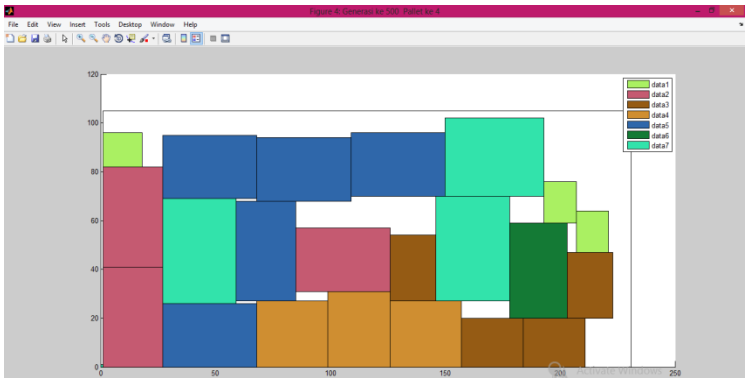 Figure 4: Generasi ke 500 Pallet ke 4
File Edit View Insert Tools Desktop Window Help
120
100
80
60
40
20
0
0 50 100 150 200 250
data1
data2
data3
data4
data5
data6
data7
Activate Windows